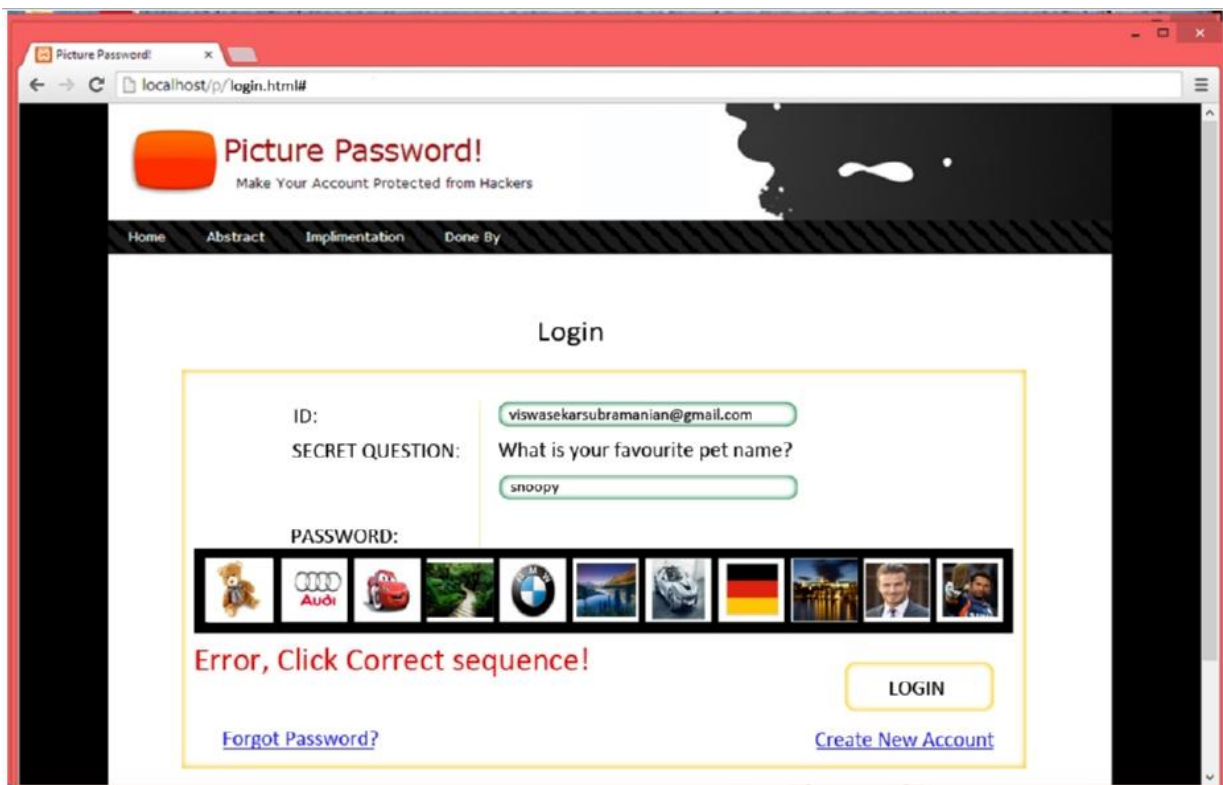 Picture Password!
localhost/p/login.html#
Picture Password!
Make Your Account Protected from Hackers
Home Abstract Implimentation Done By
Login
ID: viswasekarsubramanian@gmail.com
SECRET QUESTION: What is your favourite pet name?
snoopy
PASSWORD:
Audi
BMW
Error, Click Correct sequence!
LOGIN
Forgot Password? Create New Account